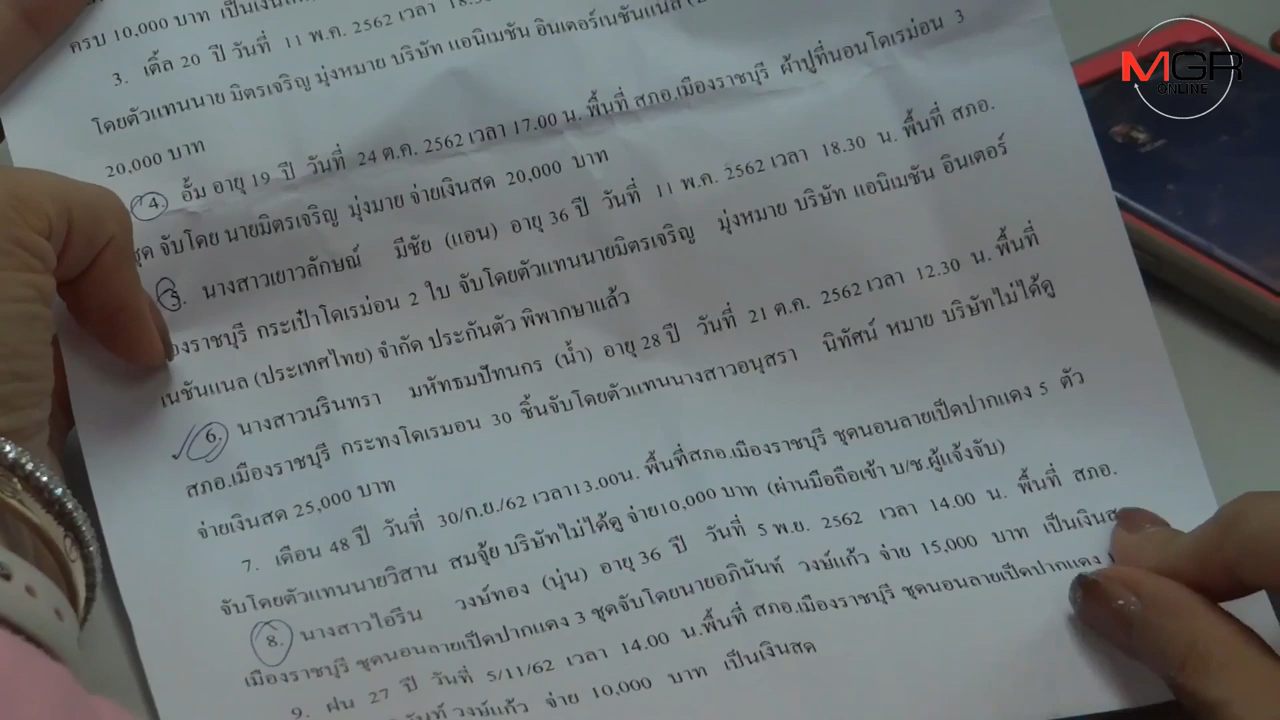 ครบ 10,000 บาท เป็นเงิน
3. เติ้ล 20 ปี วันที่ 11 พ.ค. 2562 เวลา 18.
โดยตัวแทนนาย มิตรเจริญ มุ่งหมาย บริษัท แอนิเมชัน อินเตอร์เนชันแนล
20,000 บาท
4. อั้ม อายุ 19 ปี วันที่ 24 ต.ค. 2562 เวลา 17.00 น. พื้นที่ สภอ.เมืองราชบุรี ผ้าปูที่นอนโดเรม่อน 3
ชุด จับโดย นายมิตรเจริญ มุ่งมาย จ่ายเงินสด 20,000 บาท
5. นางสาวเยาวลักษณ์ มีชัย (แอน) อายุ 36 ปี วันที่ 11 พ.ค. 2562 เวลา 18.30 น. พื้นที่ สภอ.
องราชบุรี กระเป๋าโดเรม่อน 2 ใบ จับโดยตัวแทนนายมิตรเจริญ มุ่งหมาย บริษัท แอนิเมชัน อินเตอร์
เนชันแนล (ประเทศไทย) จำกัด ประกันตัว พิพากษาแล้ว
6. นางสาวนรินทรา มหัทธมปัทนกร (น้ำ) อายุ 28 ปี วันที่ 21 ต.ค. 2562 เวลา 12.30 น. พื้นที่
สภอ.เมืองราชบุรี กระทงโดเรมอน 30 ชิ้นจับโดยตัวแทนนางสาวอนุสรา นิทัศน์ หมาย บริษัทไม่ได้ดู
จ่ายเงินสด 25,000 บาท
7. เดือน 48 ปี วันที่ 30/ก.ย./62 เวลา13.00น. พื้นที่สภอ.เมืองราชบุรี ชุดนอนลายเป็ดปากแดง 5 ตัว
จับโดยตัวแทนนายวิสาน สมจุ้ย บริษัทไม่ได้ดู จ่าย10,000 บาท (ผ่านมือถือเข้า บ/ช.ผู้แจ้งจับ)
8. นางสาวไอรีน วงษ์ทอง (นุ่น) อายุ 36 ปี วันที่ 5 พ.ย. 2562 เวลา 14.00 น. พื้นที่ สภอ.
เมืองราชบุรี ชุดนอนลายเป็ดปากแดง 3 ชุดจับโดยนายอภินันท์ วงษ์แก้ว จ่าย 15,000 บาท เป็นเงินส
9. ฝน 27 ปี วันที่ 5/11/62 เวลา 14.00 น.พื้นที่ สภอ.เมืองราชบุรี ชุดนอนลายเป็ดปากแดง
วงษ์แก้ว จ่าย 10,000 บาท เป็นเงินสด
MGR
ONLINE